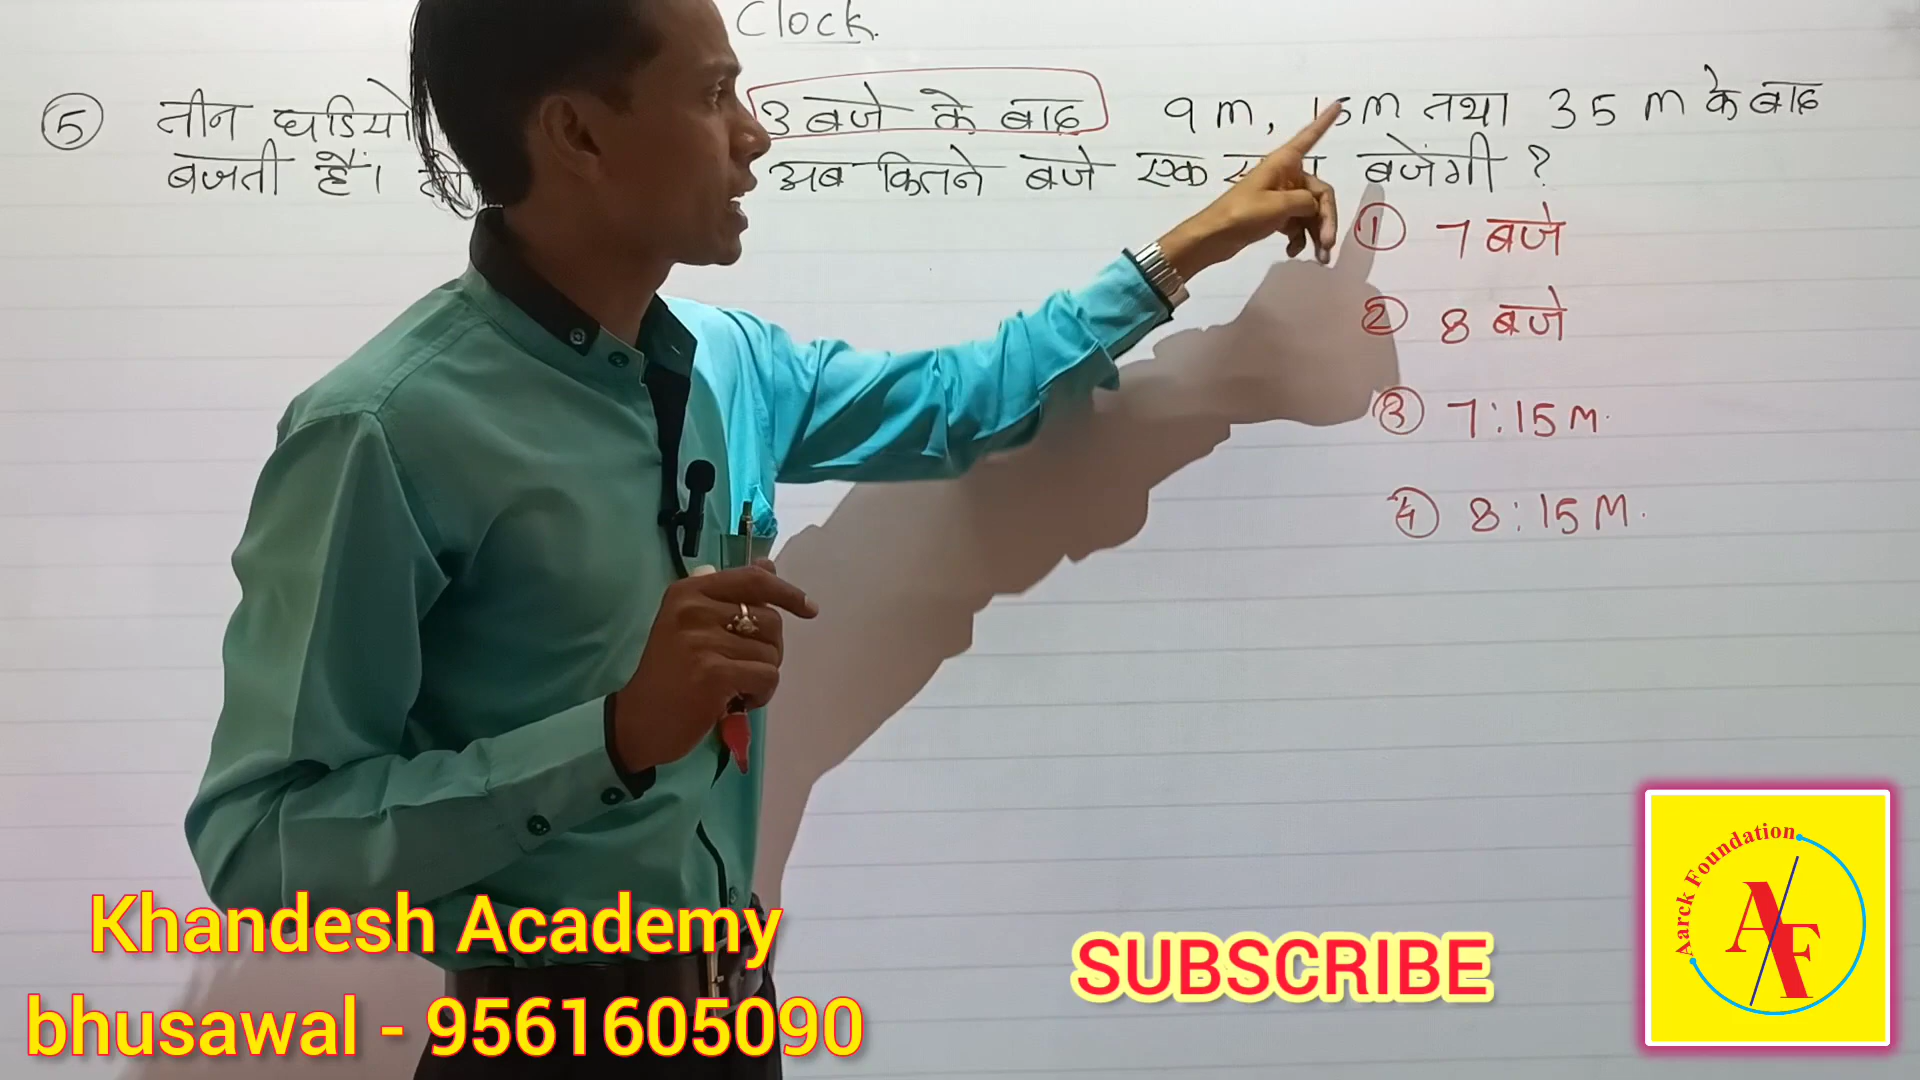 Clock.
⑤ तीन घडियो 3 बजे के बाद 9 m, 15 m तथा 35 m के बाद
बजती हैं। अब कितने बजे एक बजेंगी ?
① 7 बजे
② 8 बजे
③ 7:15 m.
④ 8:15 M.
Aarck Foundation
AF
Khandesh Academy
bhusawal - 9561605090
SUBSCRIBE